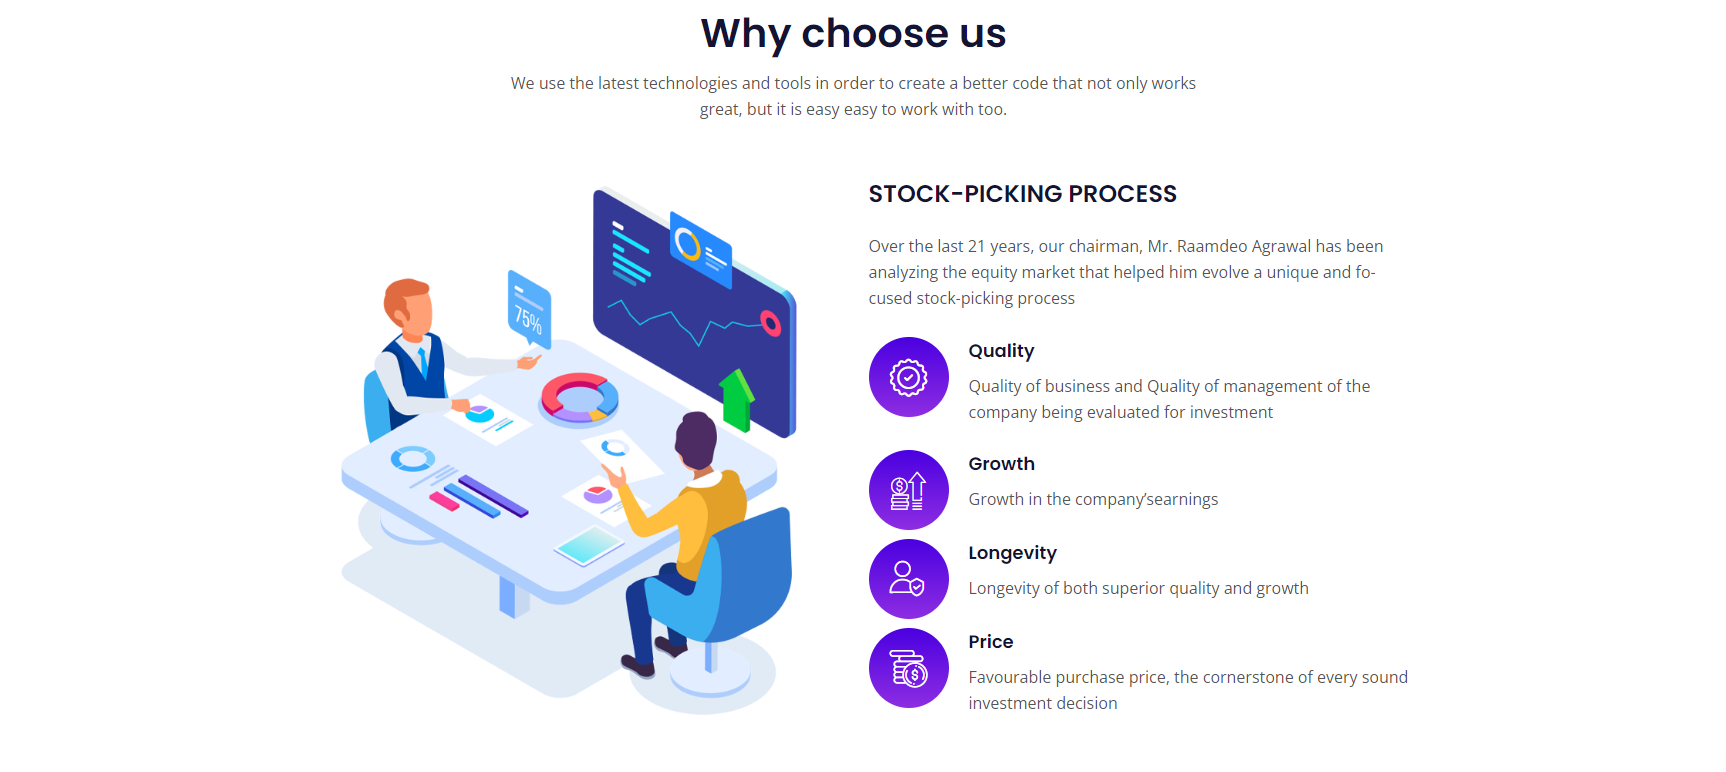 Why choose us
We use the latest technologies and tools in order to create a better code that not only works
great, but it is easy easy to work with too.
75%
STOCK-PICKING PROCESS
Over the last 21 years, our chairman, Mr. Raamdeo Agrawal has been
analyzing the equity market that helped him evolve a unique and fo-
cused stock-picking process
Quality
Quality of business and Quality of management of the
company being evaluated for investment
Growth
Growth in the company’searnings
Longevity
Longevity of both superior quality and growth
Price
Favourable purchase price, the cornerstone of every sound
investment decision